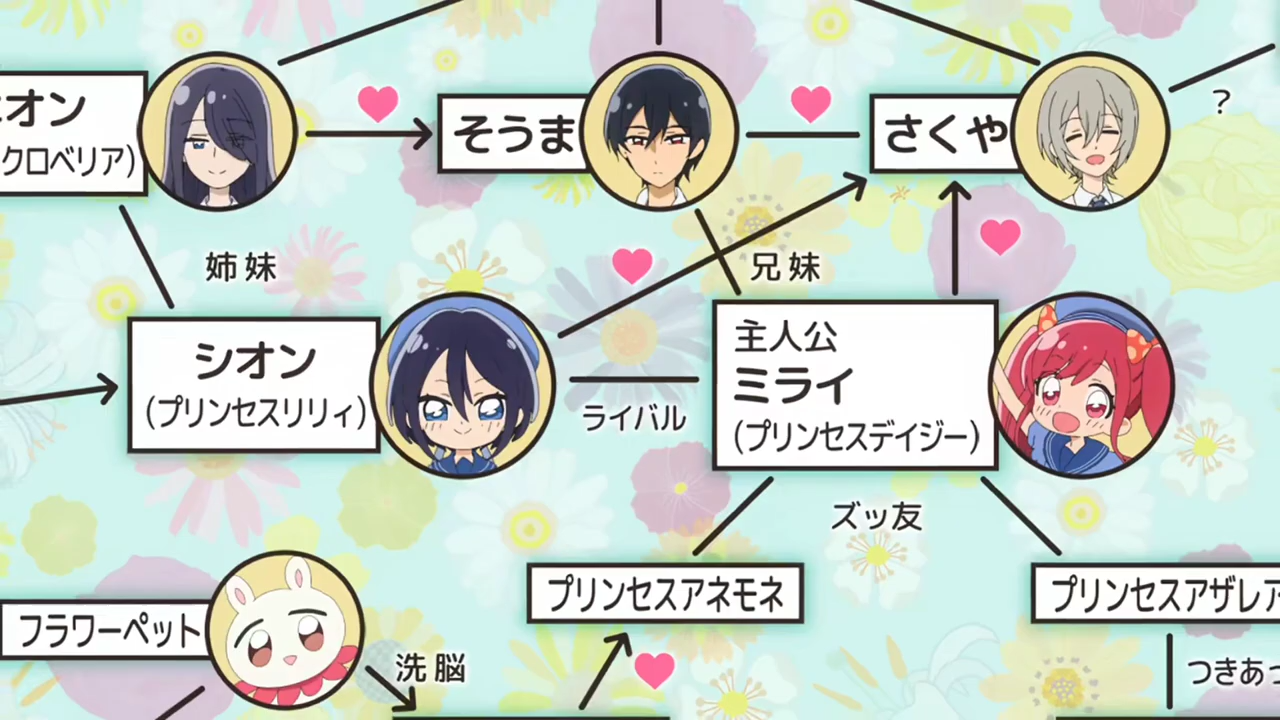 オン
クロベリア)
そうま
さくや
?
姉妹
兄妹
シオン
(プリンセスリリィ)
ライバル
主人公
ミライ
(プリンセスデイジー)
ズッ友
プリンセスアネモネ
プリンセスアザレア
フラワーペット
洗脳
つきあっ